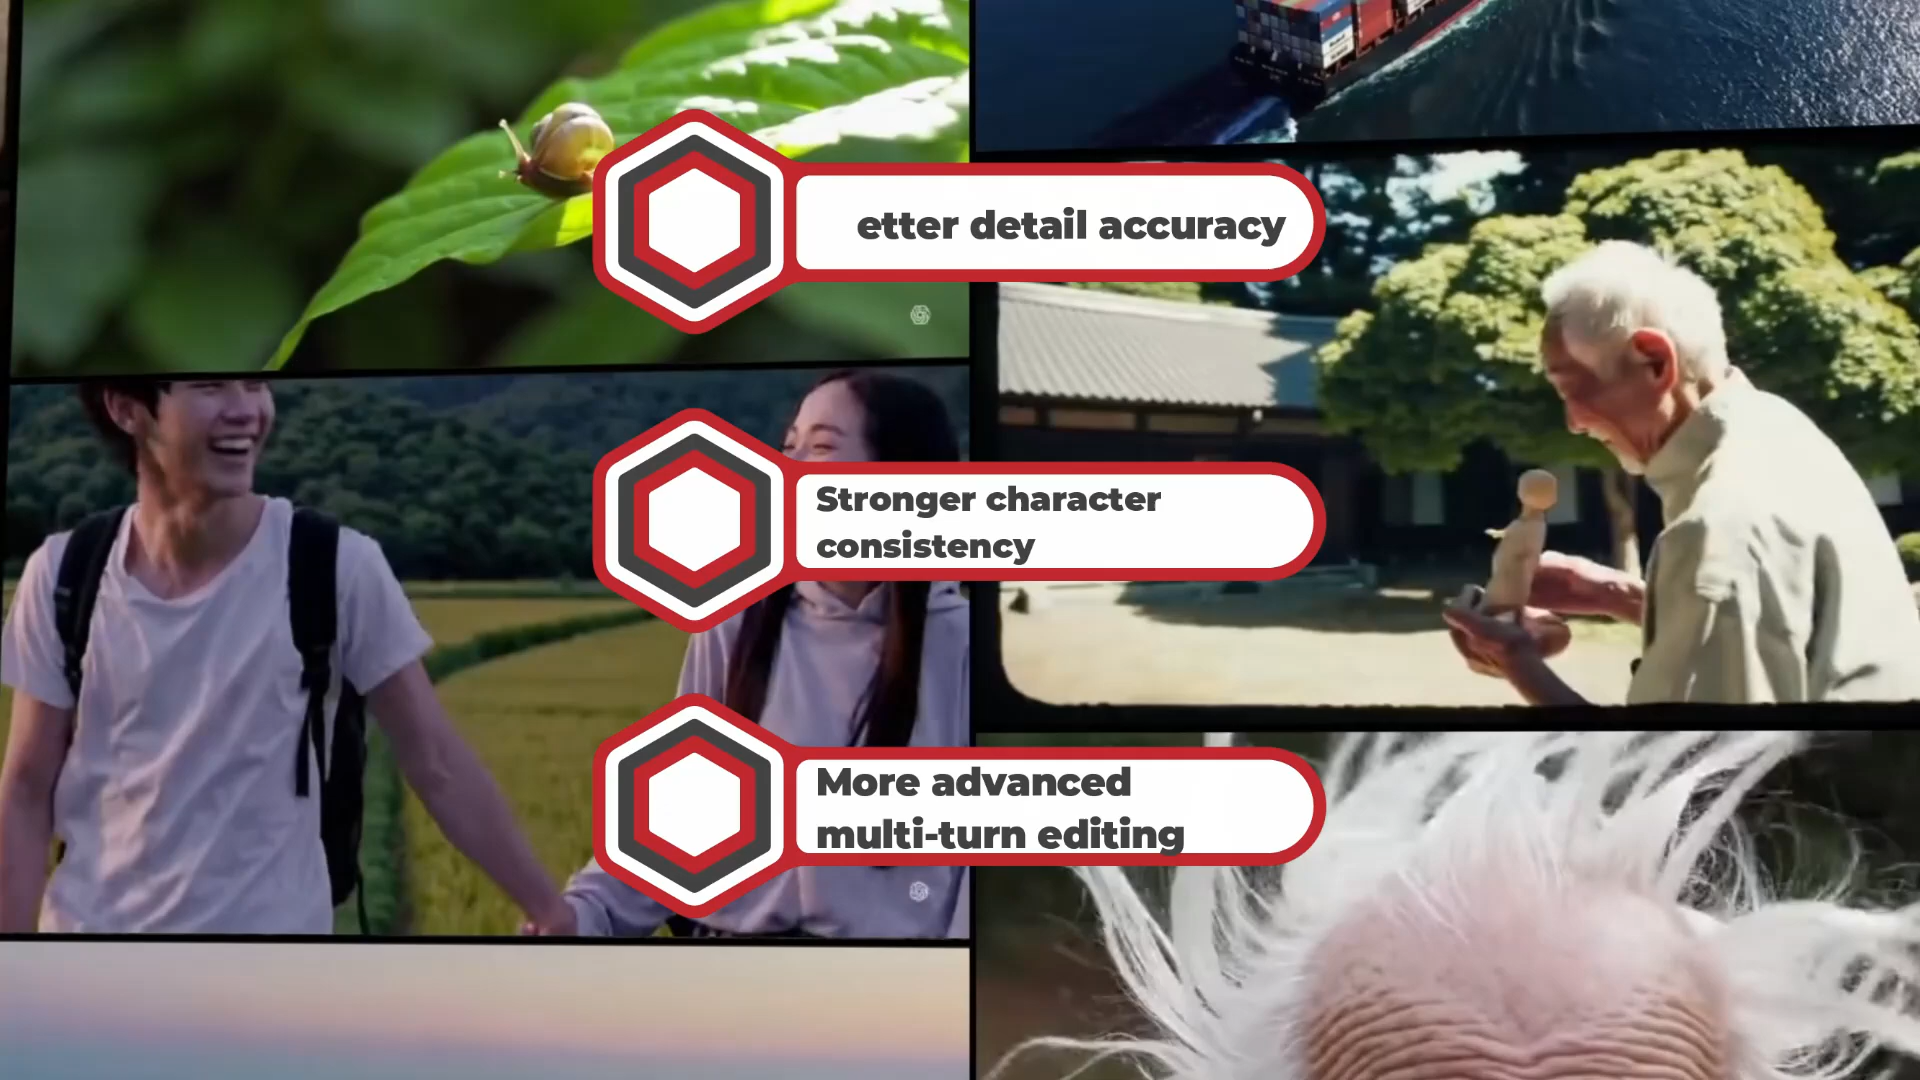 etter detail accuracy
Stronger character
consistency
More advanced
multi-turn editing